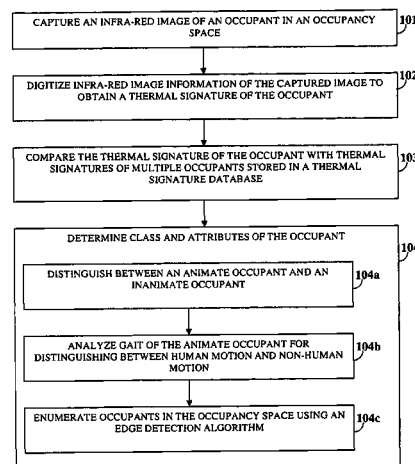 CAPTURE AN INFRA-RED IMAGE OF AN OCCUPANT IN AN OCCUPANCY
SPACE
101
DIGITIZE INFRA-RED IMAGE INFORMATION OF THE CAPTURED IMAGE TO
OBTAIN A THERMAL SIGNATURE OF THE OCCUPANT
102
COMPARE THE THERMAL SIGNATURE OF THE OCCUPANT WITH THERMAL
SIGNATURES OF MULTIPLE OCCUPANTS STORED IN A THERMAL
SIGNATURE DATABASE
103
DETERMINE CLASS AND ATTRIBUTES OF THE OCCUPANT
104
DISTINGUISH BETWEEN AN ANIMATE OCCUPANT AND AN
INANIMATE OCCUPANT
104a
ANALYZE GAIT OF THE ANIMATE OCCUPANT FOR
DISTINGUISHING BETWEEN HUMAN MOTION AND NON-HUMAN
MOTION
104b
ENUMERATE OCCUPANTS IN THE OCCUPANCY SPACE USING AN
EDGE DETECTION ALGORITHM
104c